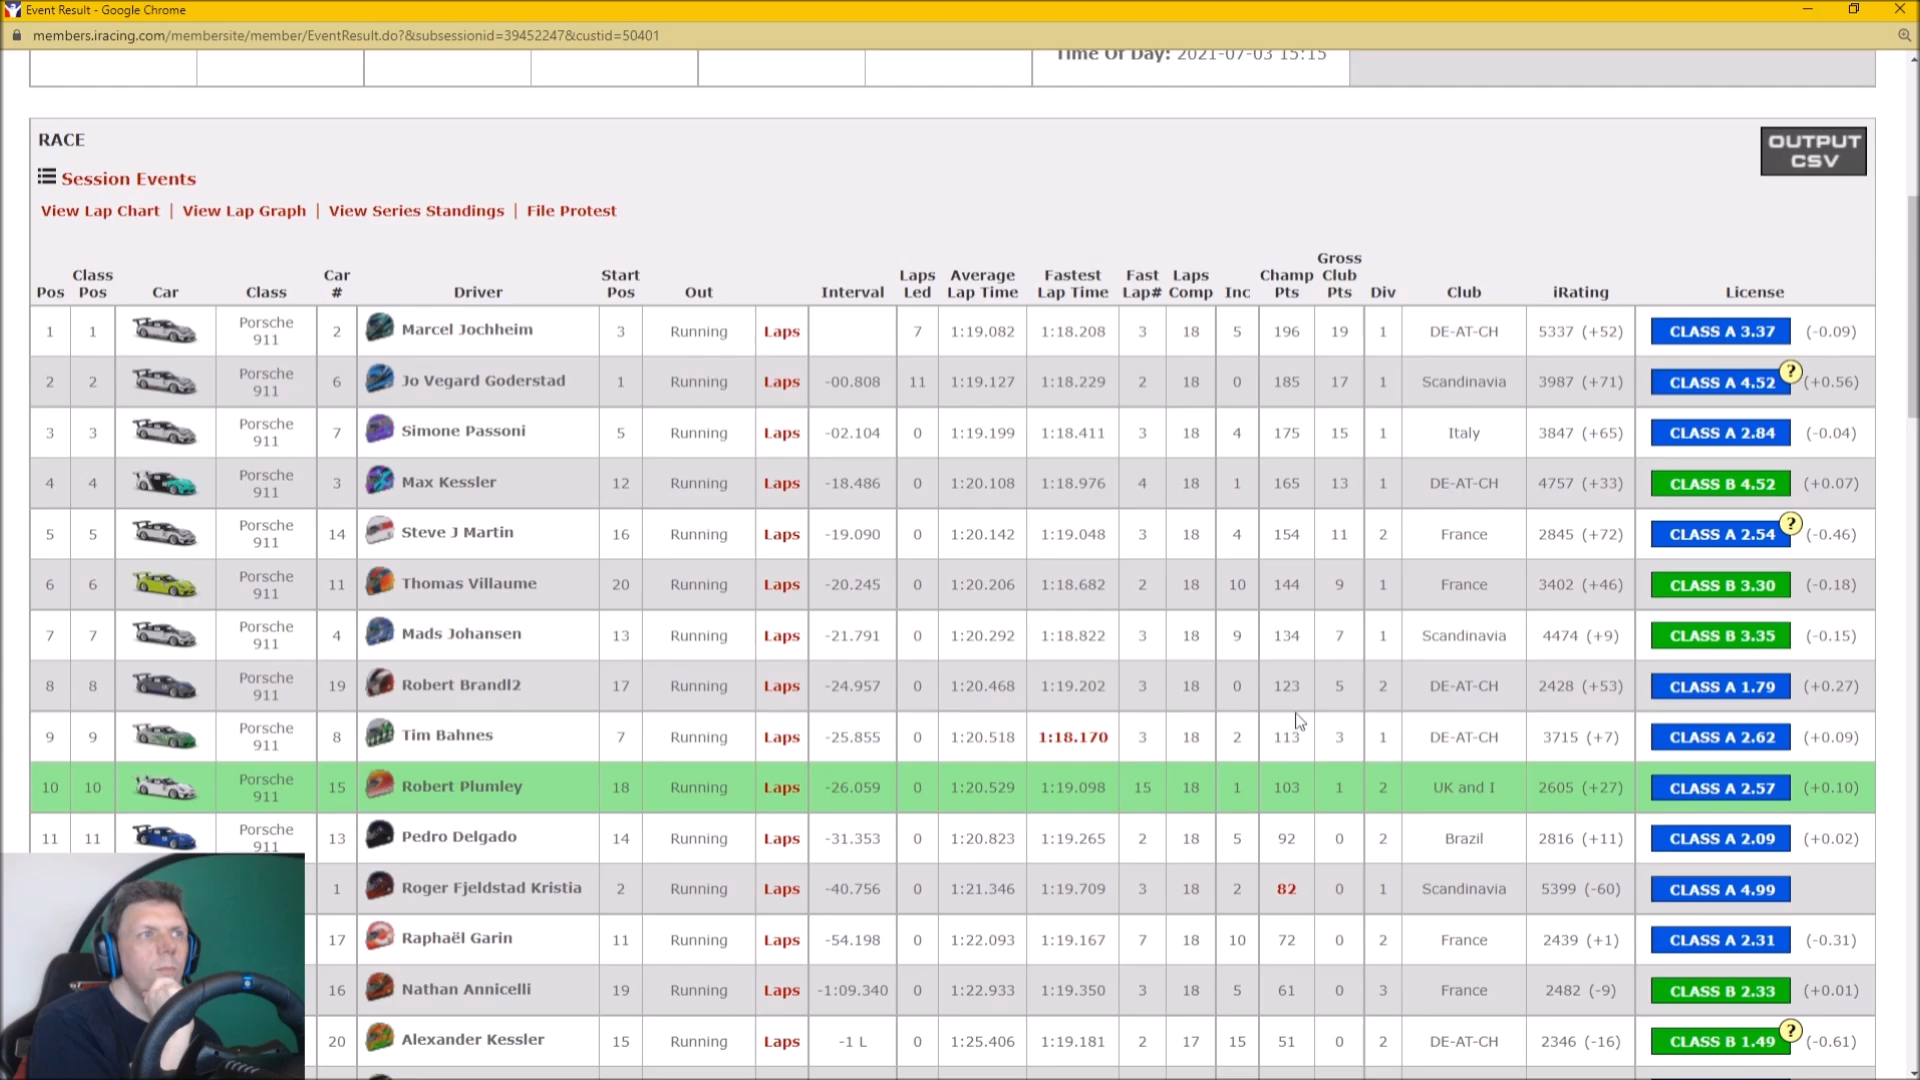 Event Result - Google Chrome
members.iracing.com/membersite/member/EventResult.do?&subsessionid=39452247&custid=50401
Time Of Day: 2021-07-03 15:15
RACE
OUTPUT CSV
Session Events
View Lap Chart | View Lap Graph | View Series Standings | File Protest
Pos Class Pos Car Class Car # Driver Start Pos Out Interval Laps Led Average Lap Time Fastest Lap Time Fast Lap# Laps Comp Inc Champ Pts Gross Club Pts Div Club iRating License
1 1 Porsche 911 2 Marcel Jochheim 3 Running Laps 7 1:19.082 1:18.208 3 18 5 196 19 1 DE-AT-CH 5337 (+52) CLASS A 3.37 (-0.09)
2 2 Porsche 911 6 Jo Vegard Goderstad 1 Running Laps -00.808 11 1:19.127 1:18.229 2 18 0 185 17 1 Scandinavia 3987 (+71) CLASS A 4.52 ? (+0.56)
3 3 Porsche 911 7 Simone Passoni 5 Running Laps -02.104 0 1:19.199 1:18.411 3 18 4 175 15 1 Italy 3847 (+65) CLASS A 2.84 (-0.04)
4 4 Porsche 911 3 Max Kessler 12 Running Laps -18.486 0 1:20.108 1:18.976 4 18 1 165 13 1 DE-AT-CH 4757 (+33) CLASS B 4.52 (+0.07)
5 5 Porsche 911 14 Steve J Martin 16 Running Laps -19.090 0 1:20.142 1:19.048 3 18 4 154 11 2 France 2845 (+72) CLASS A 2.54 ? (-0.46)
6 6 Porsche 911 11 Thomas Villaume 20 Running Laps -20.245 0 1:20.206 1:18.682 2 18 10 144 9 1 France 3402 (+46) CLASS B 3.30 (-0.18)
7 7 Porsche 911 4 Mads Johansen 13 Running Laps -21.791 0 1:20.292 1:18.822 3 18 9 134 7 1 Scandinavia 4474 (+9) CLASS B 3.35 (-0.15)
8 8 Porsche 911 19 Robert Brandl2 17 Running Laps -24.957 0 1:20.468 1:19.202 3 18 0 123 5 2 DE-AT-CH 2428 (+53) CLASS A 1.79 (+0.27)
9 9 Porsche 911 8 Tim Bahnes 7 Running Laps -25.855 0 1:20.518 1:18.170 3 18 2 113 3 1 DE-AT-CH 3715 (+7) CLASS A 2.62 (+0.09)
10 10 Porsche 911 15 Robert Plumley 18 Running Laps -26.059 0 1:20.529 1:19.098 15 18 1 103 1 2 UK and I 2605 (+27) CLASS A 2.57 (+0.10)
11 11 Porsche 911 13 Pedro Delgado 14 Running Laps -31.353 0 1:20.823 1:19.265 2 18 5 92 0 2 Brazil 2816 (+11) CLASS A 2.09 (+0.02)
1 Roger Fjeldstad Kristia 2 Running Laps -40.756 0 1:21.346 1:19.709 3 18 2 82 0 1 Scandinavia 5399 (-60) CLASS A 4.99
17 Raphaël Garin 11 Running Laps -54.198 0 1:22.093 1:19.167 7 18 10 72 0 2 France 2439 (+1) CLASS A 2.31 (-0.31)
16 Nathan Annicelli 19 Running Laps -1:09.340 0 1:22.933 1:19.350 3 18 5 61 0 3 France 2482 (-9) CLASS B 2.33 (+0.01)
20 Alexander Kessler 15 Running Laps -1 L 0 1:25.406 1:19.181 2 17 15 51 0 2 DE-AT-CH 2346 (-16) CLASS B 1.49 ? (-0.61)